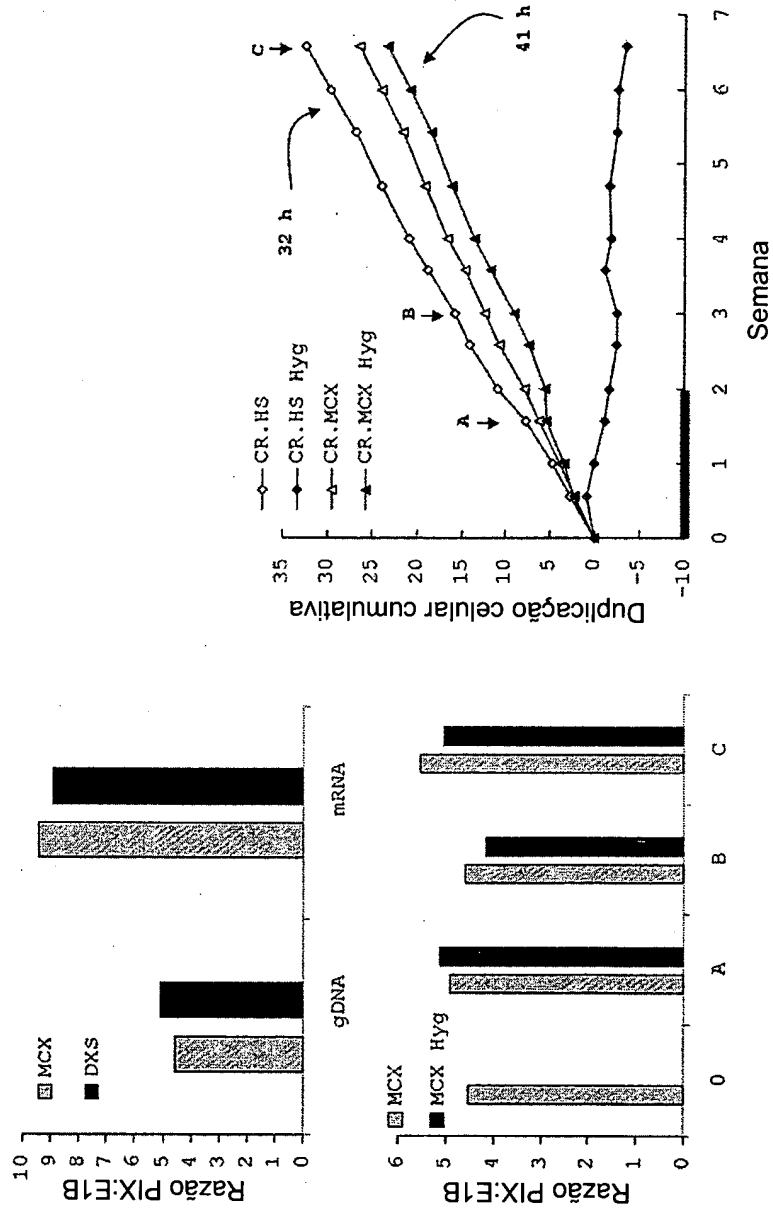 10
9
8
7
6
5
4
3
2
1
0
Razão PIX:E1B
MCX
DXS
gDNA
mRNA
6
5
4
3
2
1
0
Razão PIX:E1B
MCX
MCX Hyg
0
A
B
C
35
30
25
20
15
10
5
0
-5
-10
Duplicação celular cumulativa
CR.HS
CR.HS Hyg
CR.MCX
CR.MCX Hyg
A
B
C
32 h
41 h
0
1
2
3
4
5
6
7
Semana